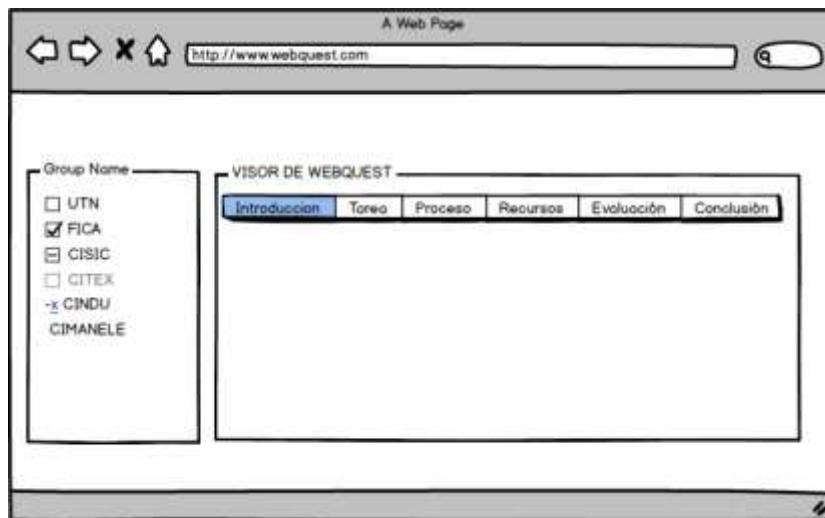 A Web Page
http://www.webquest.com
Group Name
UTN
FICA
CISIC
CITEX
-x CINDU
CIMANELE
VISOR DE WEBQUEST
Introduccion Tarea Proceso Recursos Evaluación Conclusión